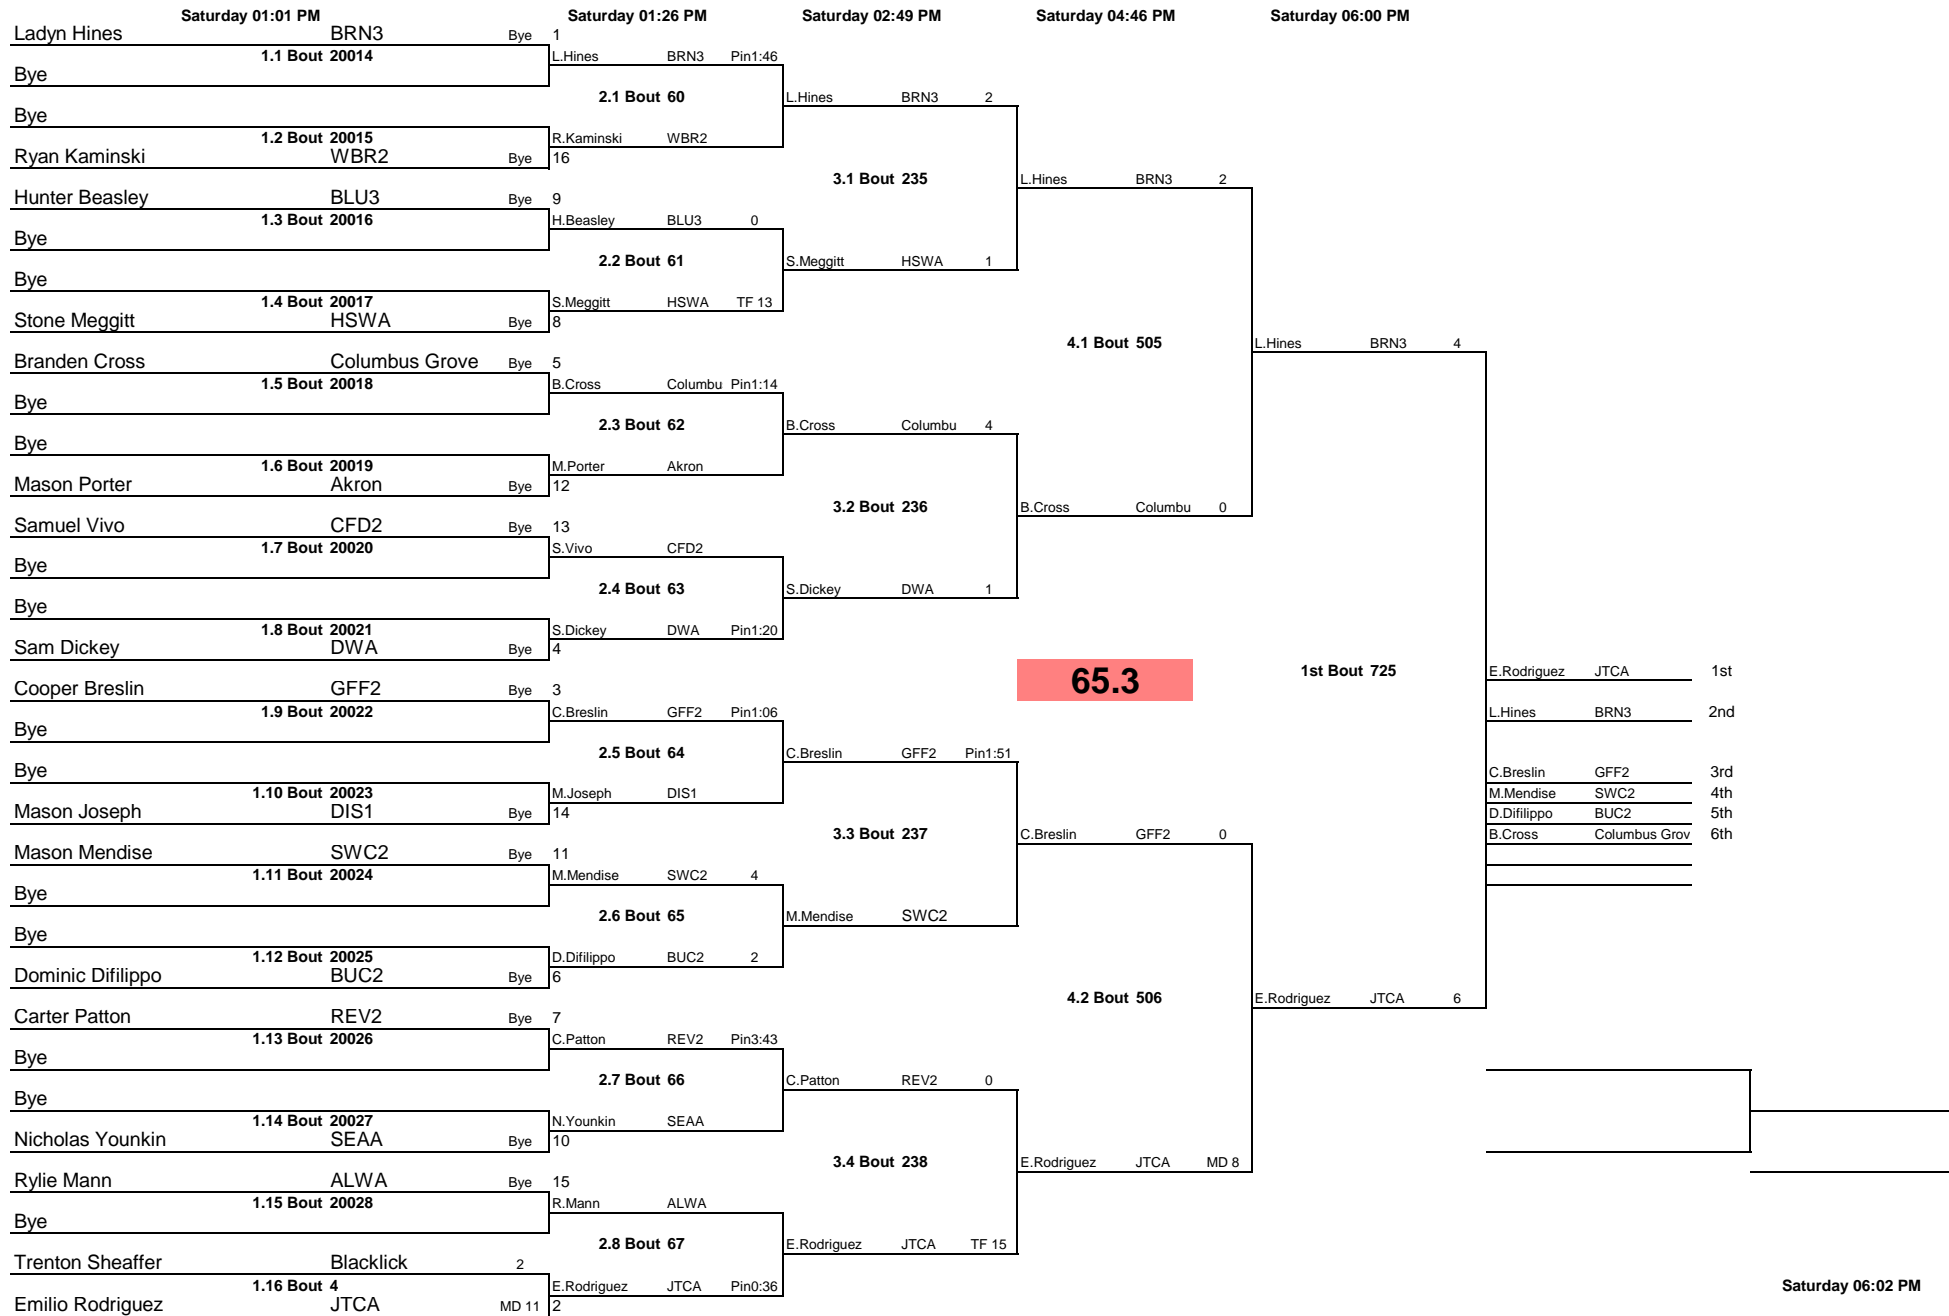 Saturday 01:01 PM Saturday 01:26 PM Saturday 02:49 PM Saturday 04:46 PM Saturday 06:00 PM
Ladyn Hines BRN3 Bye 1
1.1 Bout 20014 L.Hines BRN3 Pin1:46
Bye
2.1 Bout 60 L.Hines BRN3 2
Bye
1.2 Bout 20015 R.Kaminski WBR2
Ryan Kaminski WBR2 Bye 16
3.1 Bout 235 L.Hines BRN3 2
Hunter Beasley BLU3 Bye 9
1.3 Bout 20016 H.Beasley BLU3 0
Bye
2.2 Bout 61 S.Meggitt HSWA 1
Bye
1.4 Bout 20017 S.Meggitt HSWA TF 13
Stone Meggitt HSWA Bye 8
4.1 Bout 505 L.Hines BRN3 4
Branden Cross Columbus Grove Bye 5
1.5 Bout 20018 B.Cross Columbu Pin1:14
Bye
2.3 Bout 62 B.Cross Columbu 4
Bye
1.6 Bout 20019 M.Porter Akron
Mason Porter Akron Bye 12
3.2 Bout 236 B.Cross Columbu 0
Samuel Vivo CFD2 Bye 13
1.7 Bout 20020 S.Vivo CFD2
Bye
2.4 Bout 63 S.Dickey DWA 1
Bye
1.8 Bout 20021 S.Dickey DWA Pin1:20
Sam Dickey DWA Bye 4
65.3 1st Bout 725 E.Rodriguez JTCA 1st
Cooper Breslin GFF2 Bye 3
1.9 Bout 20022 C.Breslin GFF2 Pin1:06 L.Hines BRN3 2nd
Bye
2.5 Bout 64 C.Breslin GFF2 Pin1:51
Bye C.Breslin GFF2 3rd
1.10 Bout 20023 M.Joseph DIS1 M.Mendise SWC2 4th
Mason Joseph DIS1 Bye 14 D.Difilippo BUC2 5th
3.3 Bout 237 C.Breslin GFF2 0 B.Cross Columbus Grov 6th
Mason Mendise SWC2 Bye 11
1.11 Bout 20024 M.Mendise SWC2 4
Bye
2.6 Bout 65 M.Mendise SWC2
Bye
1.12 Bout 20025 D.Difilippo BUC2 2
Dominic Difilippo BUC2 Bye 6
4.2 Bout 506 E.Rodriguez JTCA 6
Carter Patton REV2 Bye 7
1.13 Bout 20026 C.Patton REV2 Pin3:43
Bye
2.7 Bout 66 C.Patton REV2 0
Bye
1.14 Bout 20027 N.Younkin SEAA
Nicholas Younkin SEAA Bye 10
3.4 Bout 238 E.Rodriguez JTCA MD 8
Rylie Mann ALWA Bye 15
1.15 Bout 20028 R.Mann ALWA
Bye
2.8 Bout 67 E.Rodriguez JTCA TF 15
Trenton Sheaffer Blacklick 2
1.16 Bout 4 E.Rodriguez JTCA Pin0:36 Saturday 06:02 PM
Emilio Rodriguez JTCA MD 11 2